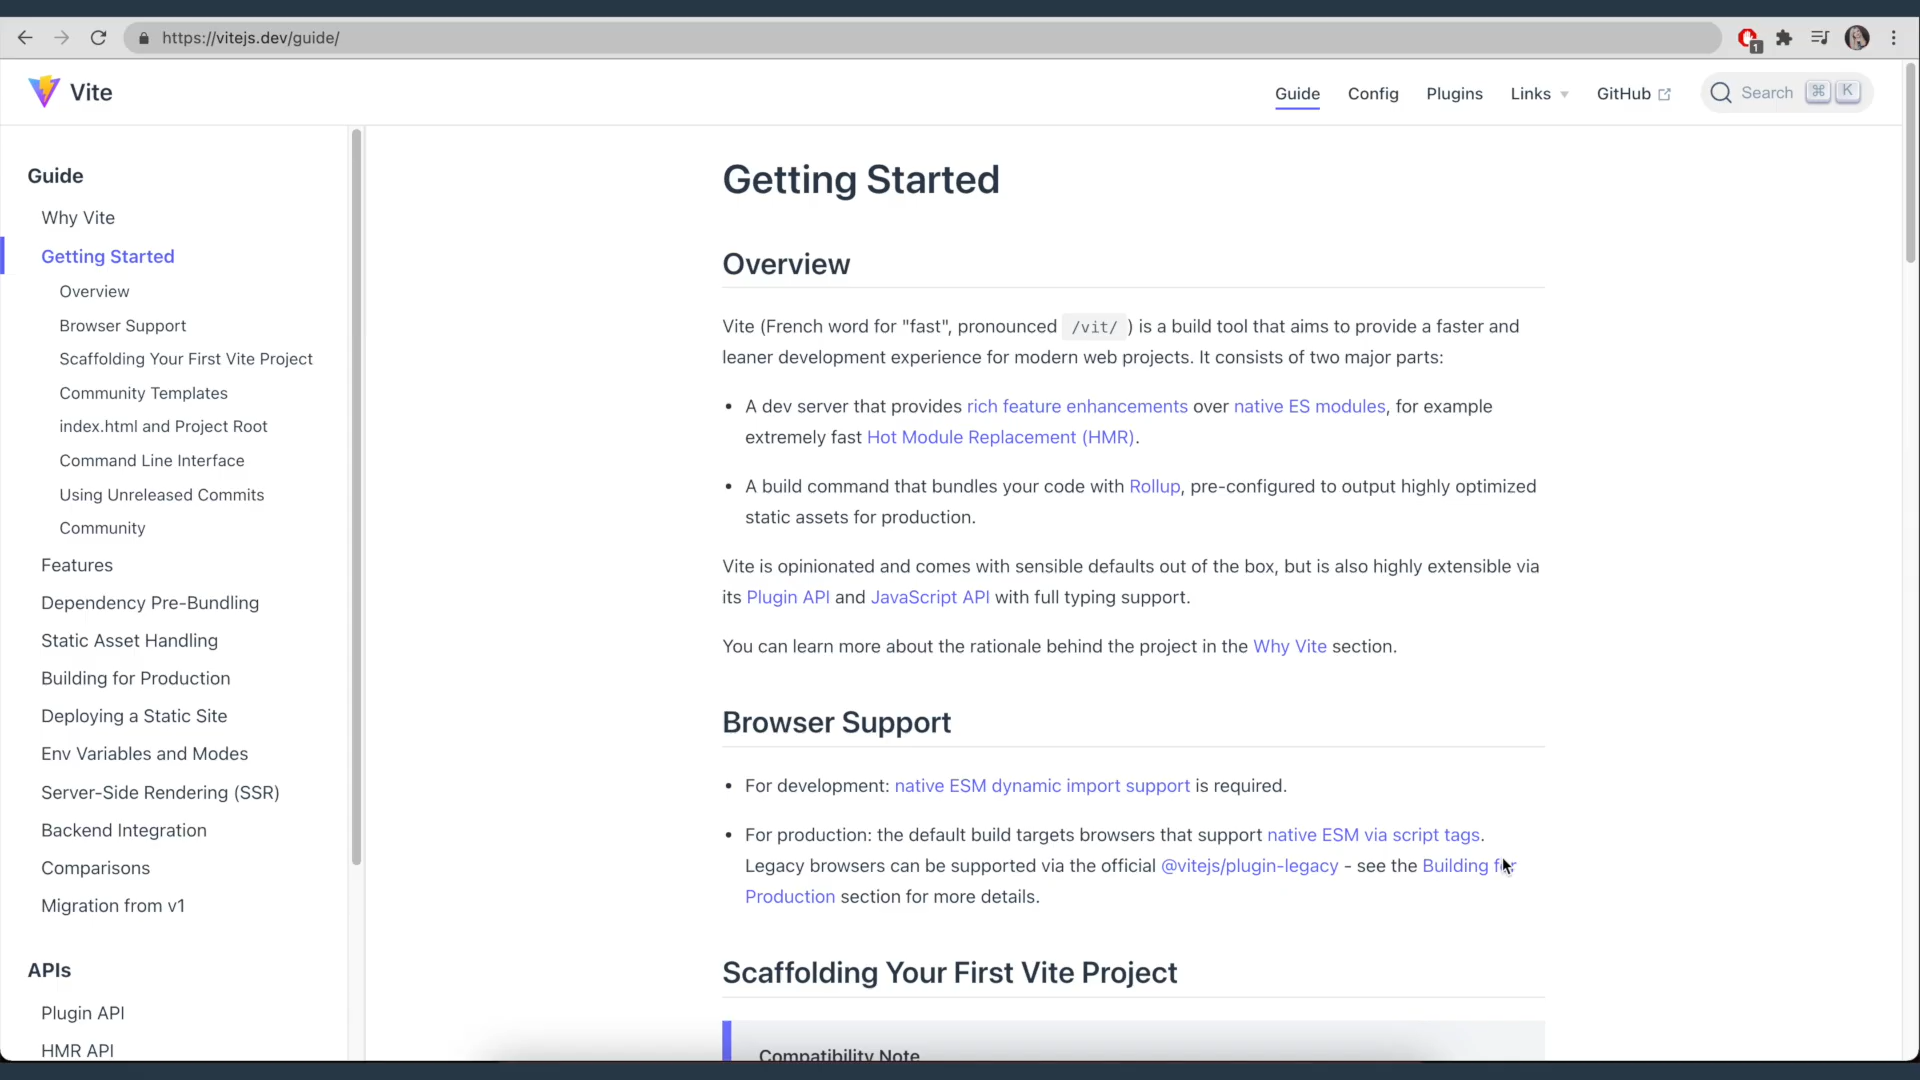 https://vitejs.dev/guide/
1
Vite
Guide Config Plugins Links GitHub Search ⌘ K
Guide
Why Vite
Getting Started
Overview
Browser Support
Scaffolding Your First Vite Project
Community Templates
index.html and Project Root
Command Line Interface
Using Unreleased Commits
Community
Features
Dependency Pre-Bundling
Static Asset Handling
Building for Production
Deploying a Static Site
Env Variables and Modes
Server-Side Rendering (SSR)
Backend Integration
Comparisons
Migration from v1
APIs
Plugin API
HMR API
Getting Started
Overview
Vite (French word for "fast", pronounced /vit/ ) is a build tool that aims to provide a faster and
leaner development experience for modern web projects. It consists of two major parts:
• A dev server that provides rich feature enhancements over native ES modules, for example
extremely fast Hot Module Replacement (HMR).
• A build command that bundles your code with Rollup, pre-configured to output highly optimized
static assets for production.
Vite is opinionated and comes with sensible defaults out of the box, but is also highly extensible via
its Plugin API and JavaScript API with full typing support.
You can learn more about the rationale behind the project in the Why Vite section.
Browser Support
• For development: native ESM dynamic import support is required.
• For production: the default build targets browsers that support native ESM via script tags.
Legacy browsers can be supported via the official @vitejs/plugin-legacy - see the Building for
Production section for more details.
Scaffolding Your First Vite Project
Compatibility Note